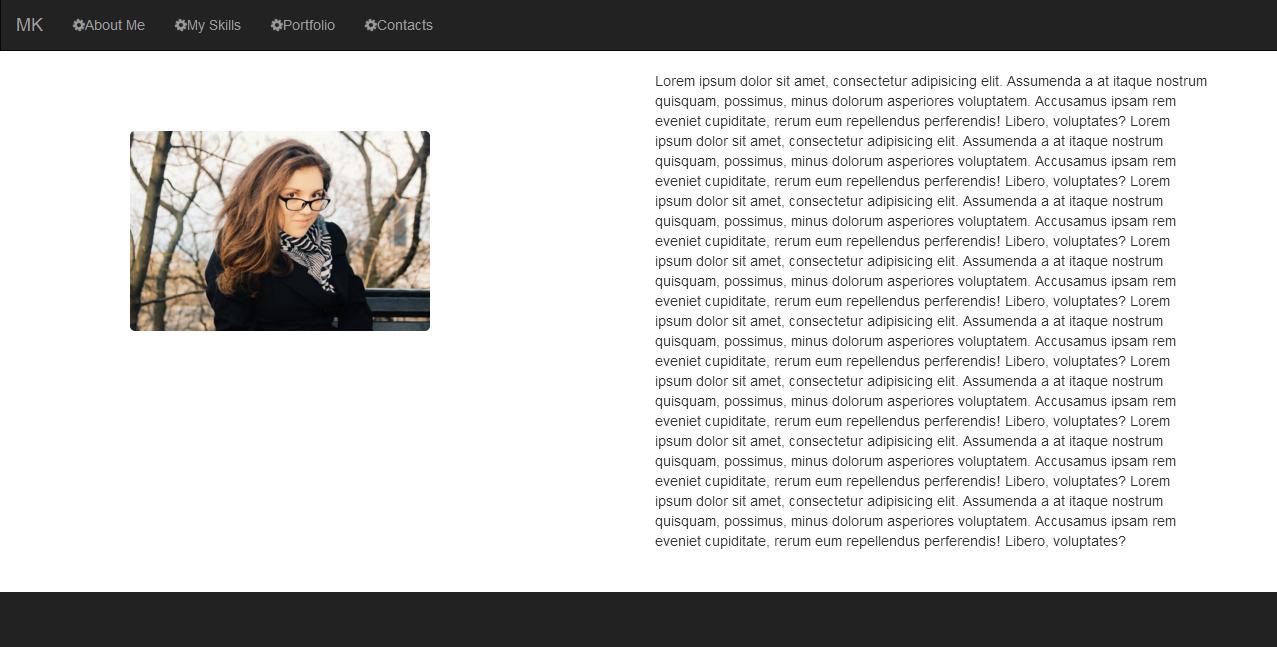 MK About Me My Skills Portfolio Contacts
Lorem ipsum dolor sit amet, consectetur adipisicing elit. Assumenda a at itaque nostrum
quisquam, possimus, minus dolorum asperiores voluptatem. Accusamus ipsam rem
eveniet cupiditate, rerum eum repellendus perferendis! Libero, voluptates? Lorem
ipsum dolor sit amet, consectetur adipisicing elit. Assumenda a at itaque nostrum
quisquam, possimus, minus dolorum asperiores voluptatem. Accusamus ipsam rem
eveniet cupiditate, rerum eum repellendus perferendis! Libero, voluptates? Lorem
ipsum dolor sit amet, consectetur adipisicing elit. Assumenda a at itaque nostrum
quisquam, possimus, minus dolorum asperiores voluptatem. Accusamus ipsam rem
eveniet cupiditate, rerum eum repellendus perferendis! Libero, voluptates? Lorem
ipsum dolor sit amet, consectetur adipisicing elit. Assumenda a at itaque nostrum
quisquam, possimus, minus dolorum asperiores voluptatem. Accusamus ipsam rem
eveniet cupiditate, rerum eum repellendus perferendis! Libero, voluptates? Lorem
ipsum dolor sit amet, consectetur adipisicing elit. Assumenda a at itaque nostrum
quisquam, possimus, minus dolorum asperiores voluptatem. Accusamus ipsam rem
eveniet cupiditate, rerum eum repellendus perferendis! Libero, voluptates? Lorem
ipsum dolor sit amet, consectetur adipisicing elit. Assumenda a at itaque nostrum
quisquam, possimus, minus dolorum asperiores voluptatem. Accusamus ipsam rem
eveniet cupiditate, rerum eum repellendus perferendis! Libero, voluptates? Lorem
ipsum dolor sit amet, consectetur adipisicing elit. Assumenda a at itaque nostrum
quisquam, possimus, minus dolorum asperiores voluptatem. Accusamus ipsam rem
eveniet cupiditate, rerum eum repellendus perferendis! Libero, voluptates? Lorem
ipsum dolor sit amet, consectetur adipisicing elit. Assumenda a at itaque nostrum
quisquam, possimus, minus dolorum asperiores voluptatem. Accusamus ipsam rem
eveniet cupiditate, rerum eum repellendus perferendis! Libero, voluptates?